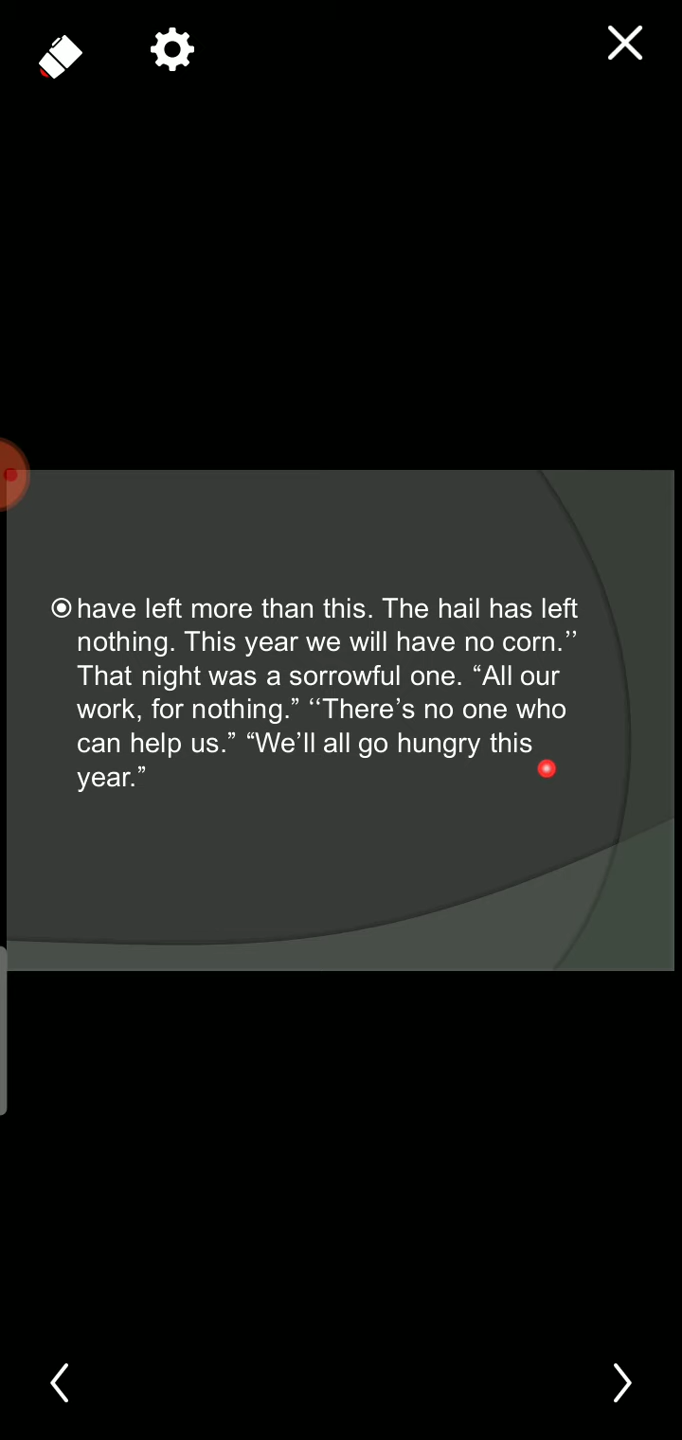 have left more than this. The hail has left
nothing. This year we will have no corn.’’
That night was a sorrowful one. “All our
work, for nothing.” ‘‘There’s no one who
can help us.” “We’ll all go hungry this
year.”